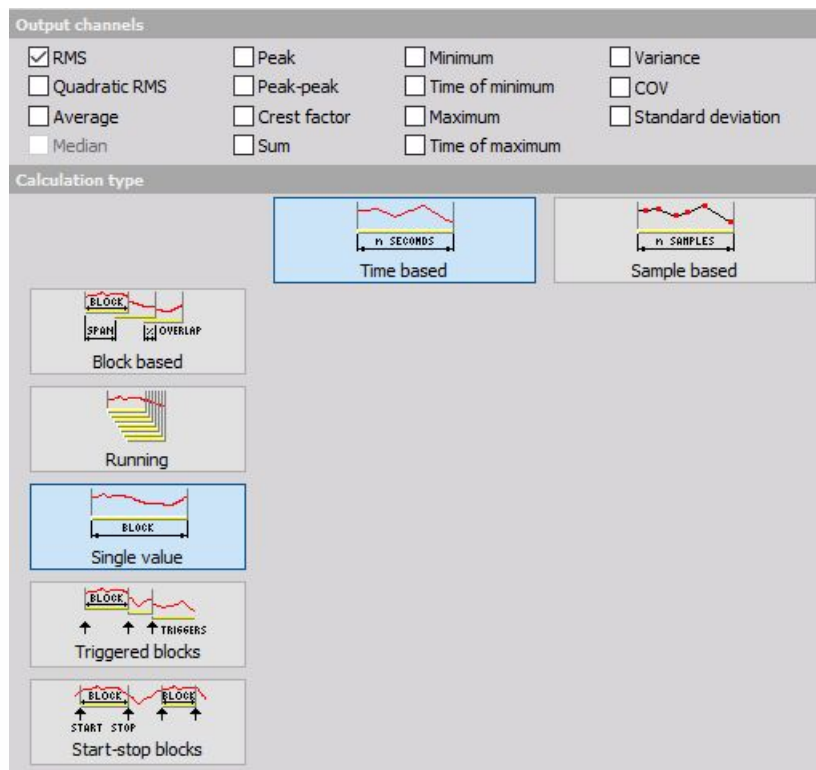 Output channels
RMS Peak Minimum Variance
Quadratic RMS Peak-peak Time of minimum COV
Average Crest factor Maximum Standard deviation
Median Sum Time of maximum
Calculation type
n SECONDS
Time based
n SAMPLES
Sample based
BLOCK
SPAN % OVERLAP
Block based
Running
BLOCK
Single value
BLOCK
TRIGGERS
Triggered blocks
BLOCK BLOCK
START STOP
Start-stop blocks